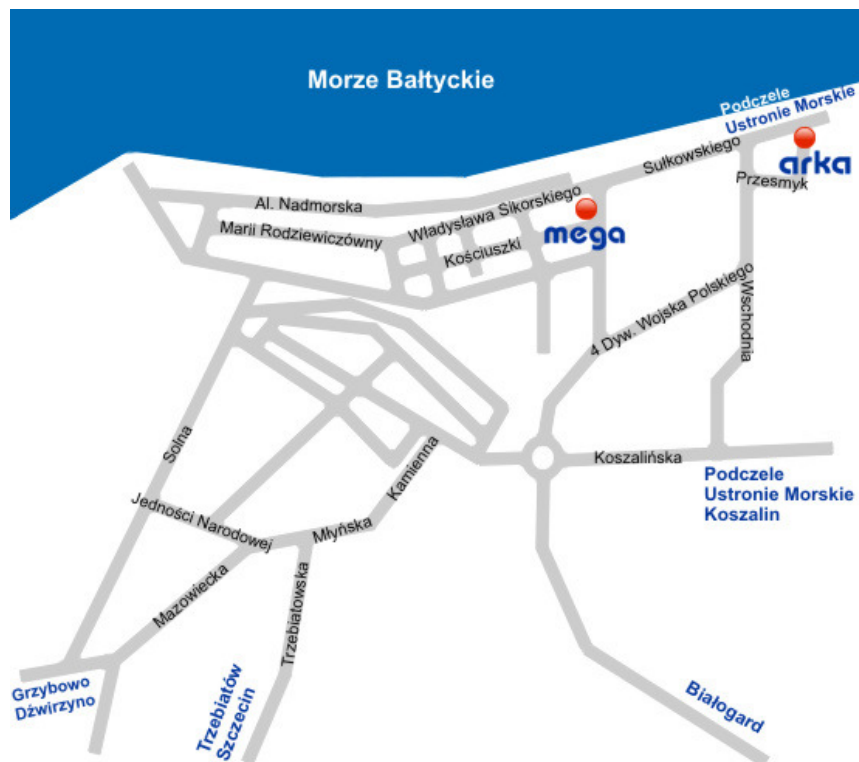 Morze Bałtyckie
Podczele
Ustronie Morskie
arka
Sułkowskiego
Przesmyk
Al. Nadmorska
Władysława Sikorskiego
mega
Marii Rodziewiczówny
Kościuszki
4 Dyw. Wojska Polskiego
Wschodnia
Solna
Kamienna
Koszalińska
Podczele
Ustronie Morskie
Koszalin
Jedności Narodowej
Młyńska
Mazowiecka
Trzebiatowska
Grzybowo
Dźwirzyno
Trzebiatów
Szczecin
Białogard